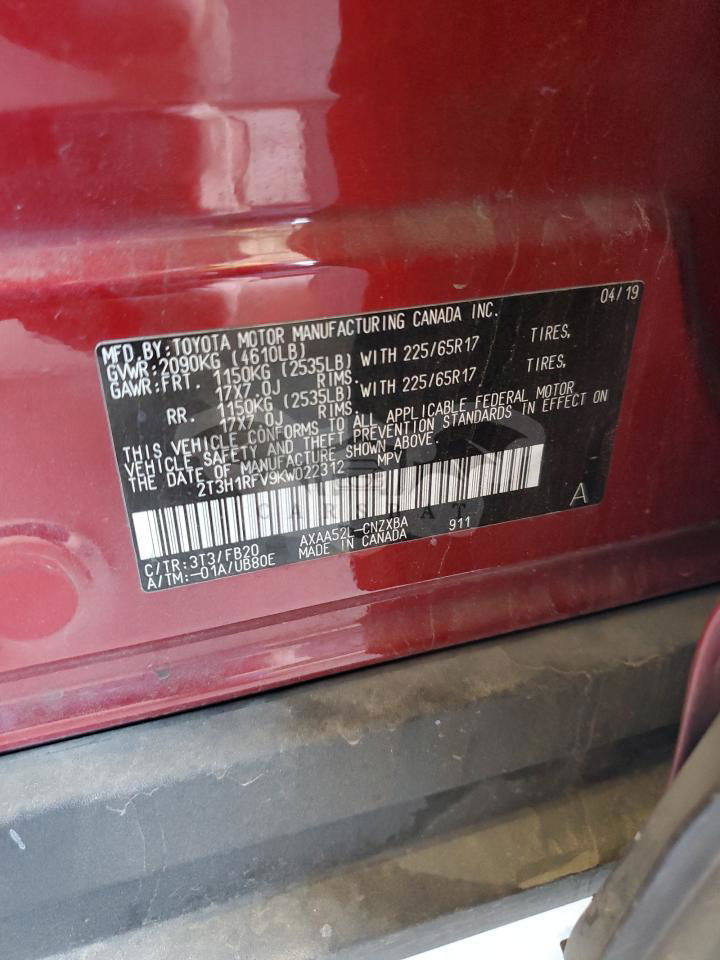 04/19
MFD.BY:TOYOTA MOTOR MANUFACTURING CANADA INC.
GVWR:2090KG (4610LB)
GAWR:FRT. 1150KG (2535LB) WITH 225/65R17 TIRES,
17X7.0J RIMS.
RR. 1150KG (2535LB) WITH 225/65R17 TIRES,
17X7.0J RIMS.
THIS VEHICLE CONFORMS TO ALL APPLICABLE FEDERAL MOTOR
VEHICLE SAFETY AND THEFT PREVENTION STANDARDS IN EFFECT ON
THE DATE OF MANUFACTURE SHOWN ABOVE.
2T3H1RFV9KW022312 MPV
A
C/TR:3T3/FB20 AXAA52L-CNZXBA 911
A/TM:-01A/UB80E MADE IN CANADA